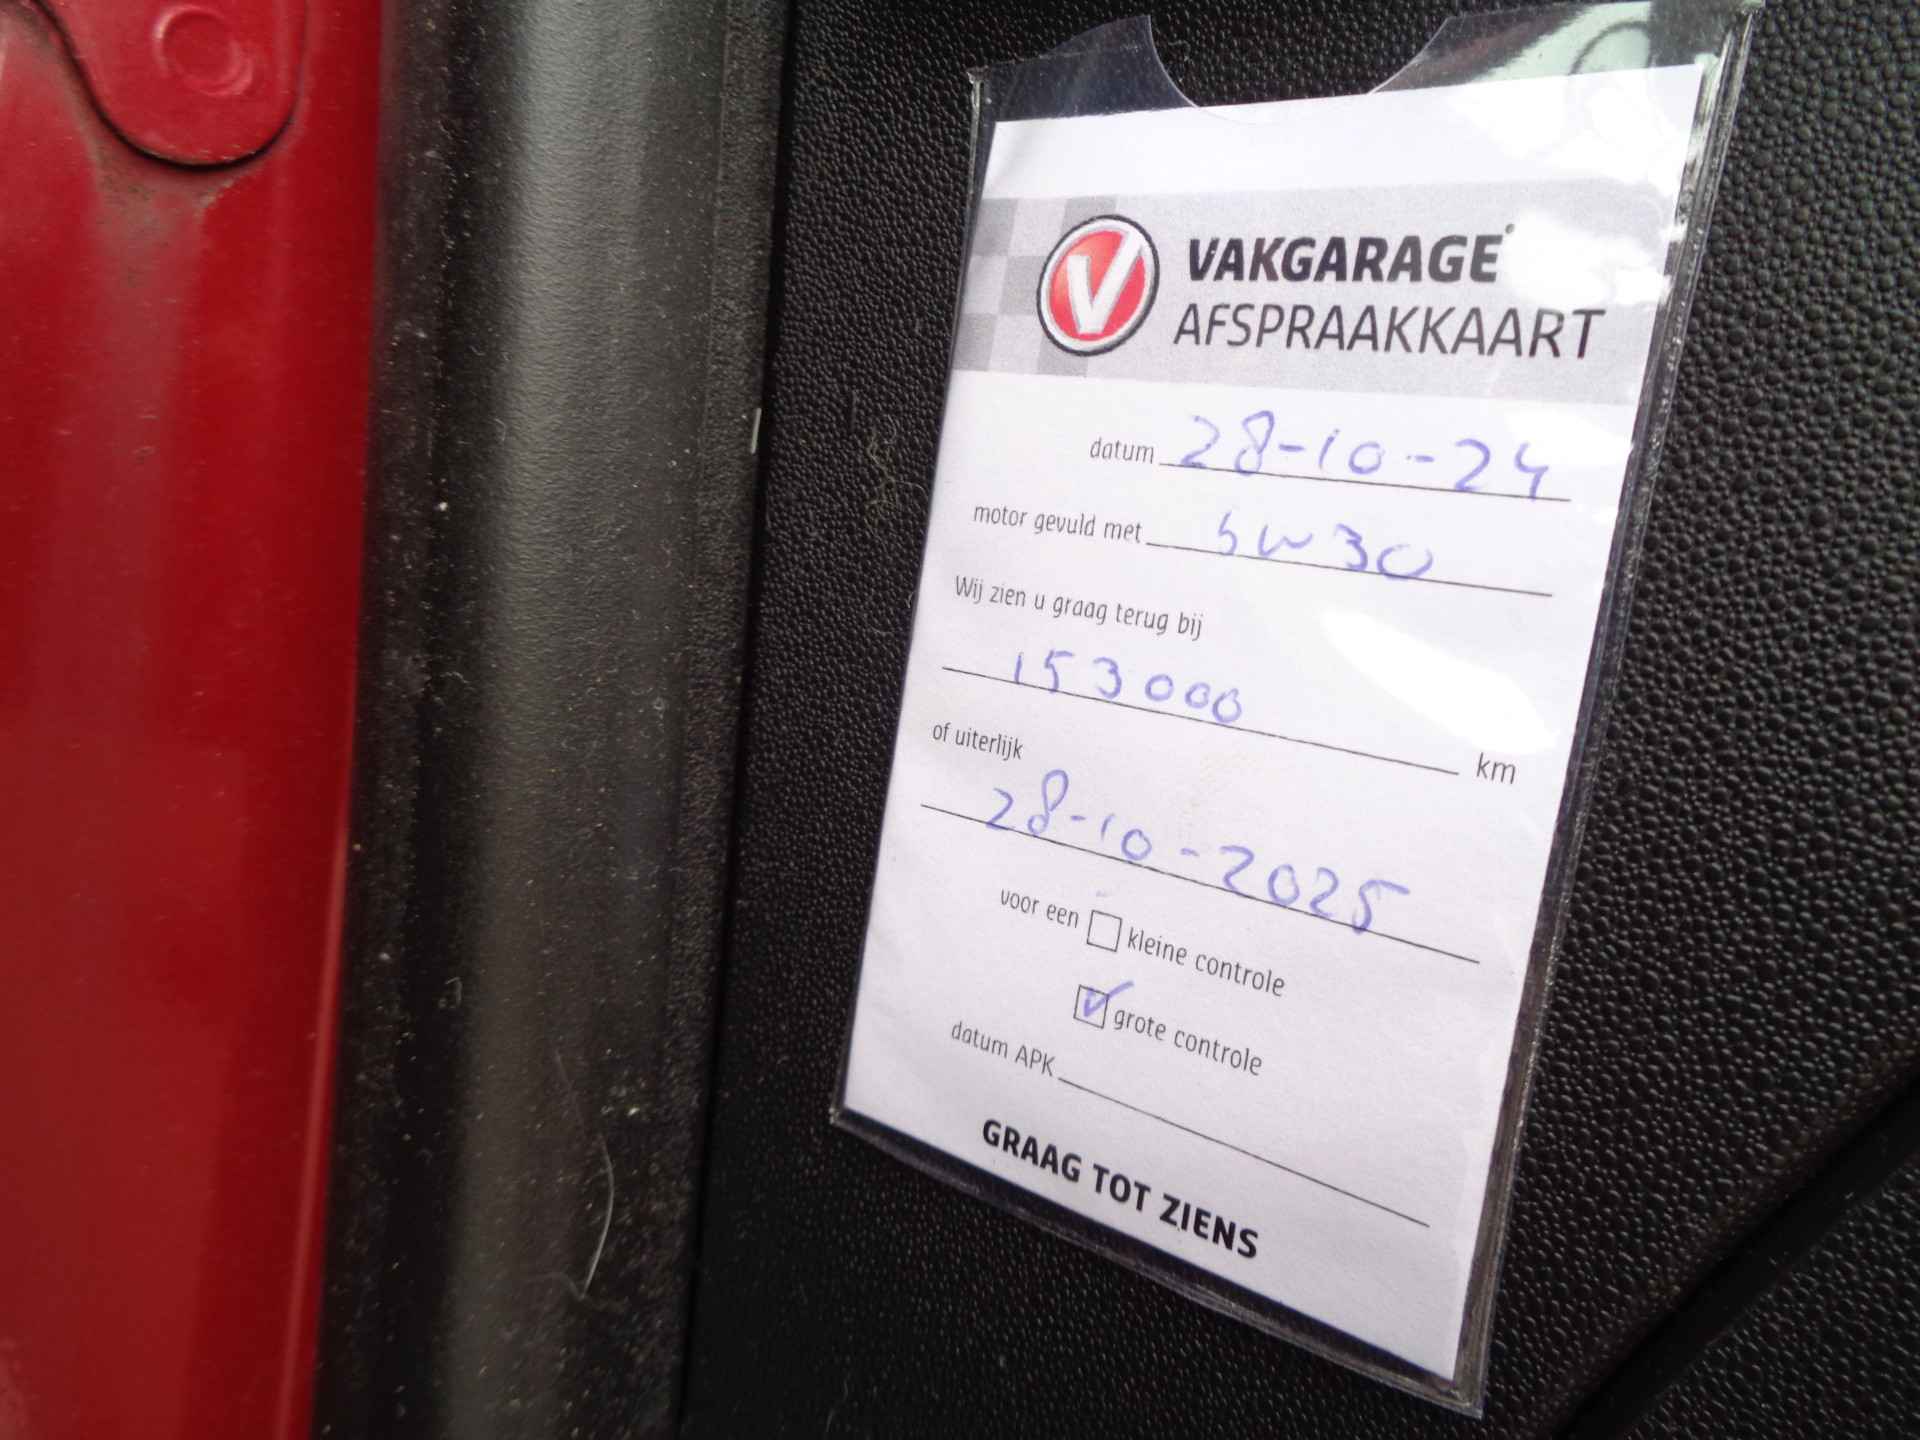 V VAKGARAGE®
AFSPRAAKKAART
datum 28-10-24
motor gevuld met 5W30
Wij zien u graag terug bij
153000 km
of uiterlijk
28-10-2025
voor een kleine controle
grote controle
datum APK
GRAAG TOT ZIENS